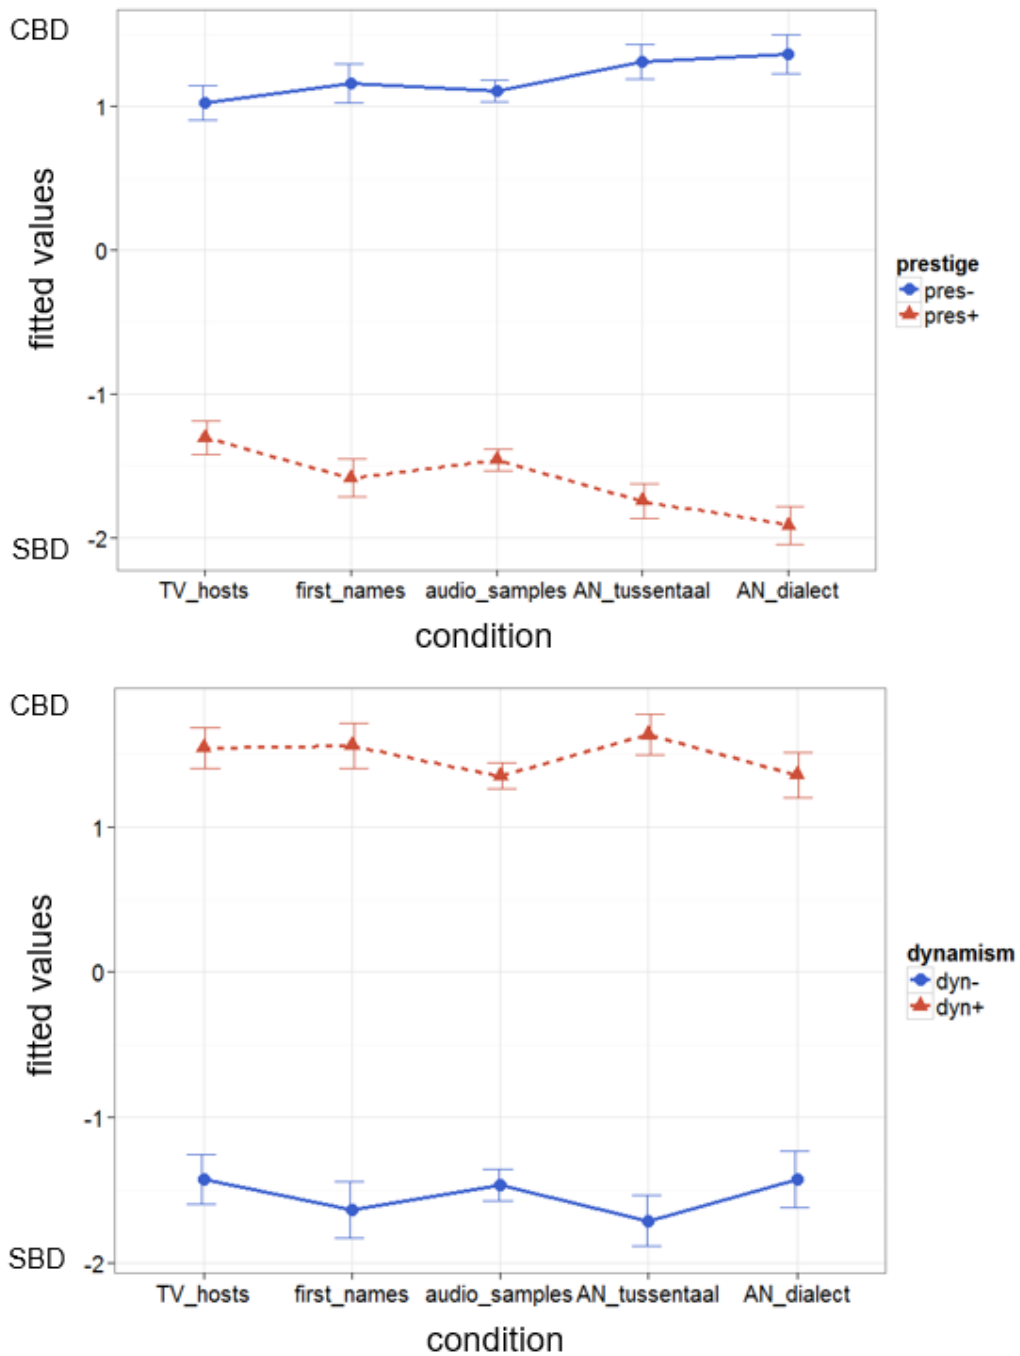 CBD
1
0
-1
-2
SBD
fitted values
TV_hosts first_names audio_samples AN_tussentaal AN_dialect
condition
prestige
pres-
pres+
CBD
1
0
-1
-2
SBD
fitted values
TV_hosts first_names audio_samples AN_tussentaal AN_dialect
condition
dynamism
dyn-
dyn+